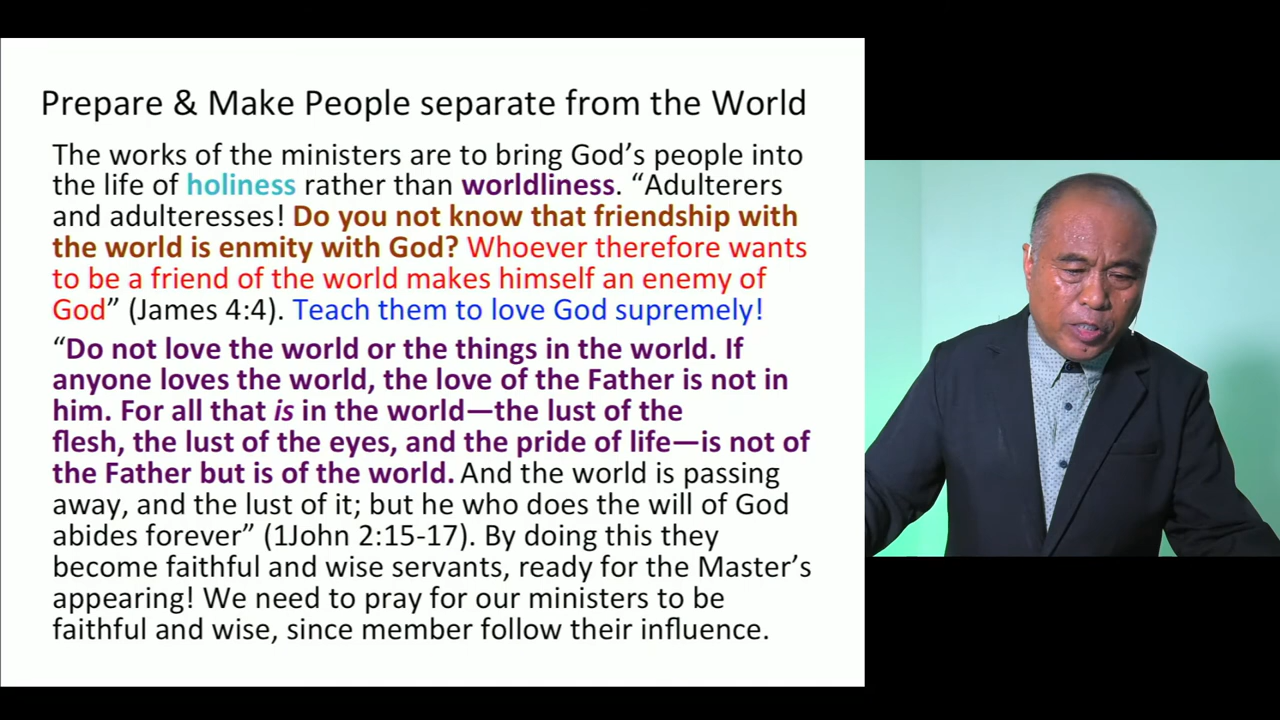 Prepare & Make People separate from the World
The works of the ministers are to bring God’s people into
the life of holiness rather than worldliness. “Adulterers
and adulteresses! Do you not know that friendship with
the world is enmity with God? Whoever therefore wants
to be a friend of the world makes himself an enemy of
God” (James 4:4). Teach them to love God supremely!
“Do not love the world or the things in the world. If
anyone loves the world, the love of the Father is not in
him. For all that is in the world—the lust of the
flesh, the lust of the eyes, and the pride of life—is not of
the Father but is of the world. And the world is passing
away, and the lust of it; but he who does the will of God
abides forever” (1John 2:15-17). By doing this they
become faithful and wise servants, ready for the Master’s
appearing! We need to pray for our ministers to be
faithful and wise, since member follow their influence.